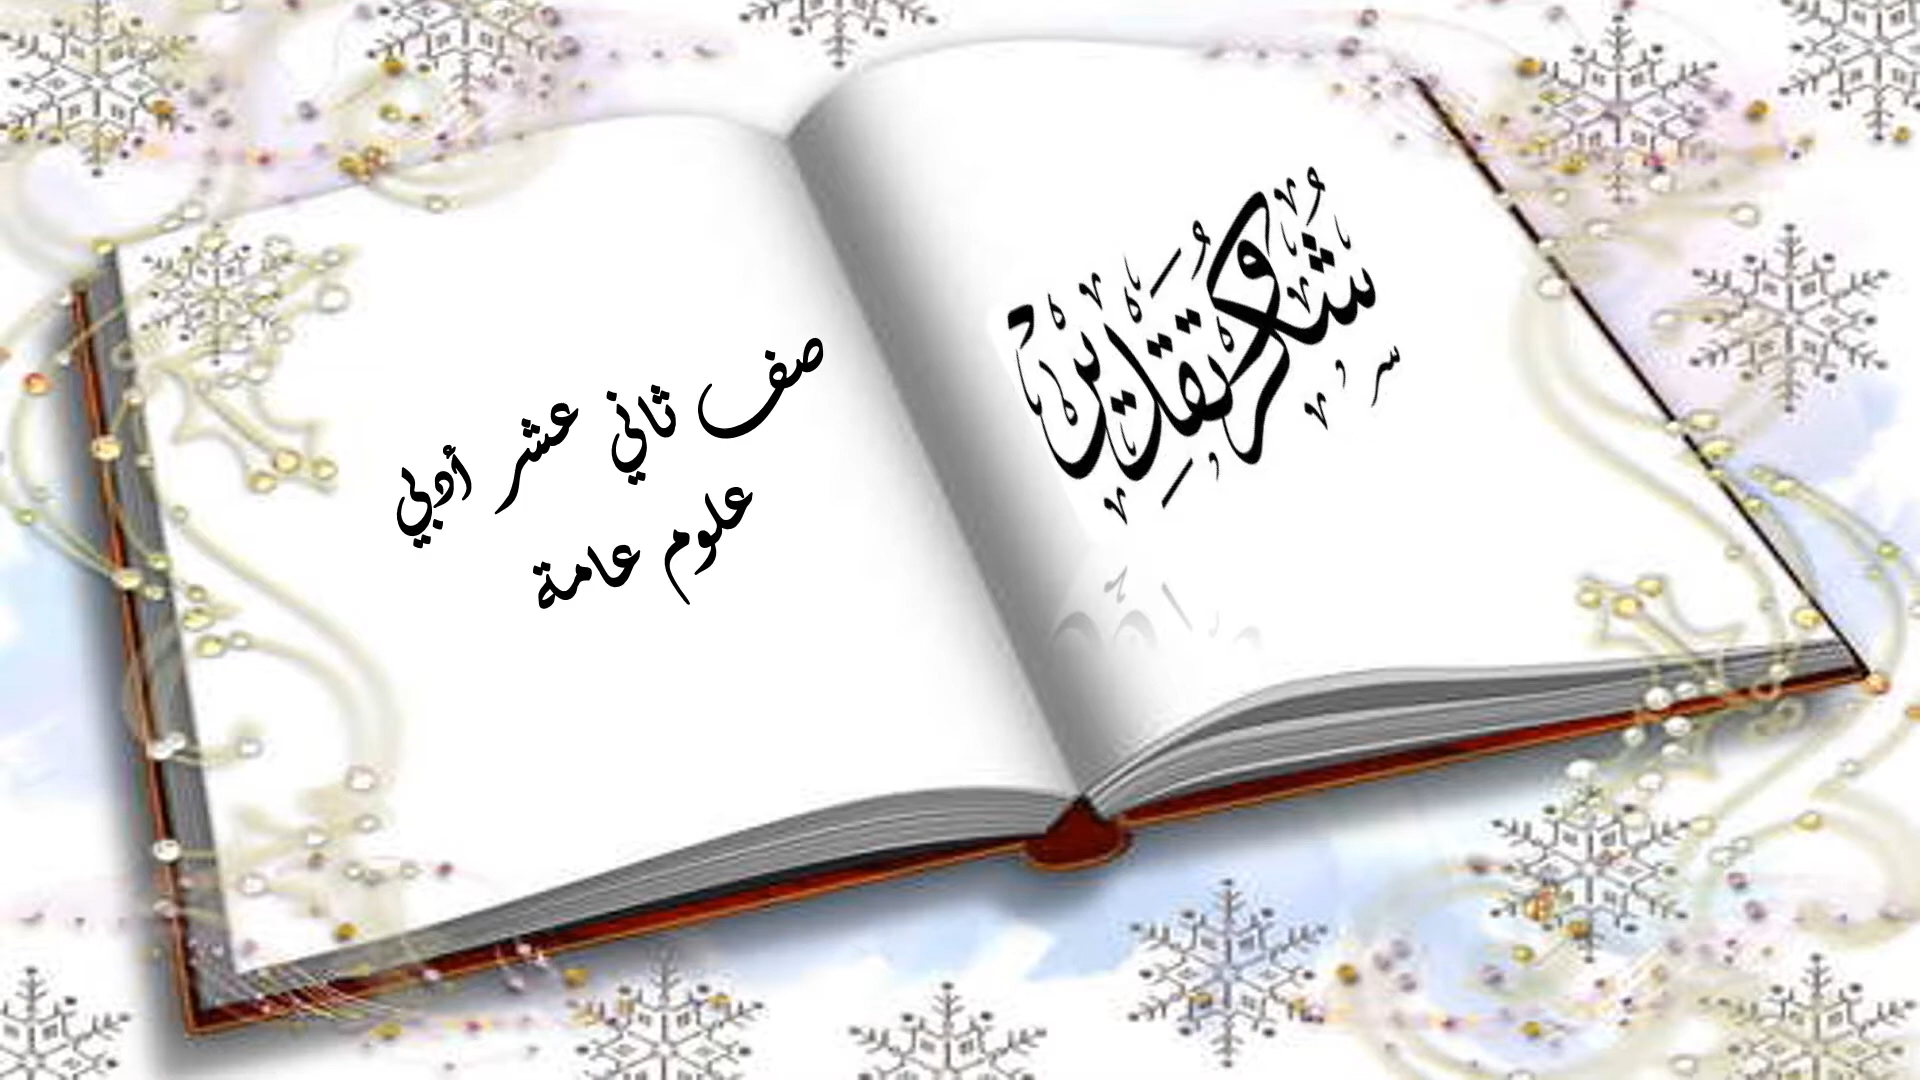 شكر وتقدير
صف ثاني عشر أدبي
علوم عامة